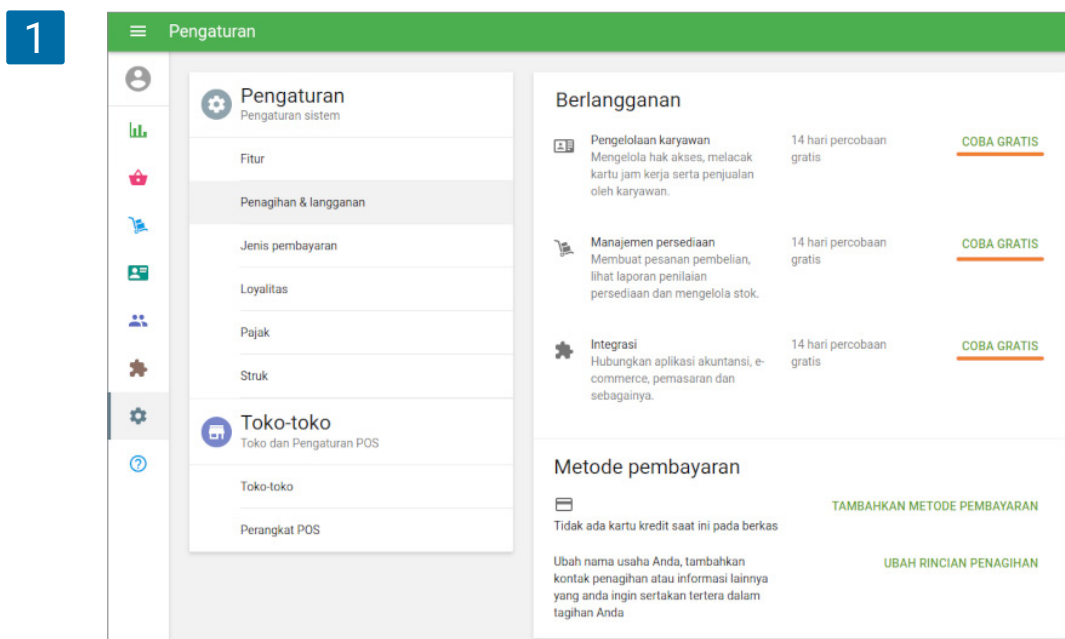 1
Pengaturan
Pengaturan
Pengaturan sistem
Fitur
Penagihan & langganan
Jenis pembayaran
Loyalitas
Pajak
Struk
Toko-toko
Toko dan Pengaturan POS
Toko-toko
Perangkat POS
Berlangganan
Pengelolaan karyawan
Mengelola hak akses, melacak
kartu jam kerja serta penjualan
oleh karyawan.
14 hari percobaan
gratis
COBA GRATIS
Manajemen persediaan
Membuat pesanan pembelian,
lihat laporan penilaian
persediaan dan mengelola stok.
14 hari percobaan
gratis
COBA GRATIS
Integrasi
Hubungkan aplikasi akuntansi, e-
commerce, pemasaran dan
sebagainya.
14 hari percobaan
gratis
COBA GRATIS
Metode pembayaran
Tidak ada kartu kredit saat ini pada berkas
TAMBAHKAN METODE PEMBAYARAN
Ubah nama usaha Anda, tambahkan
kontak penagihan atau informasi lainnya
yang anda ingin sertakan tertera dalam
tagihan Anda
UBAH RINCIAN PENAGIHAN